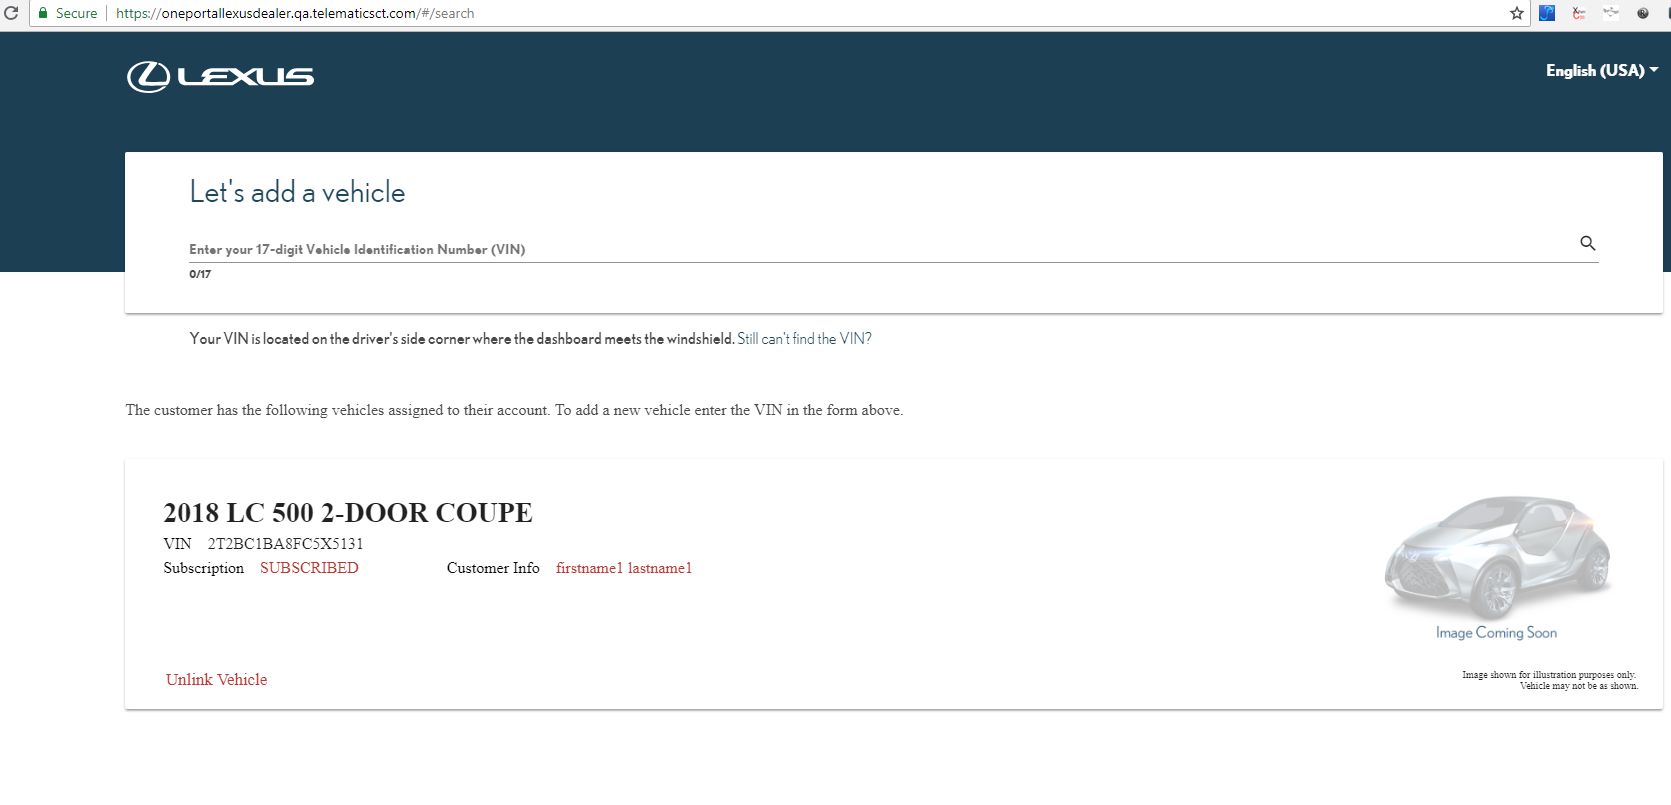 Secure https://oneportallexusdealer.qa.telematicsct.com/#/search
LEXUS
English (USA)
Let's add a vehicle
Enter your 17-digit Vehicle Identification Number (VIN)
0/17
Your VIN is located on the driver's side corner where the dashboard meets the windshield. Still can't find the VIN?
The customer has the following vehicles assigned to their account. To add a new vehicle enter the VIN in the form above.
2018 LC 500 2-DOOR COUPE
VIN 2T2BC1BA8FC5X5131
Subscription SUBSCRIBED Customer Info firstname1 lastname1
Image Coming Soon
Unlink Vehicle
Image shown for illustration purposes only.
Vehicle may not be as shown.